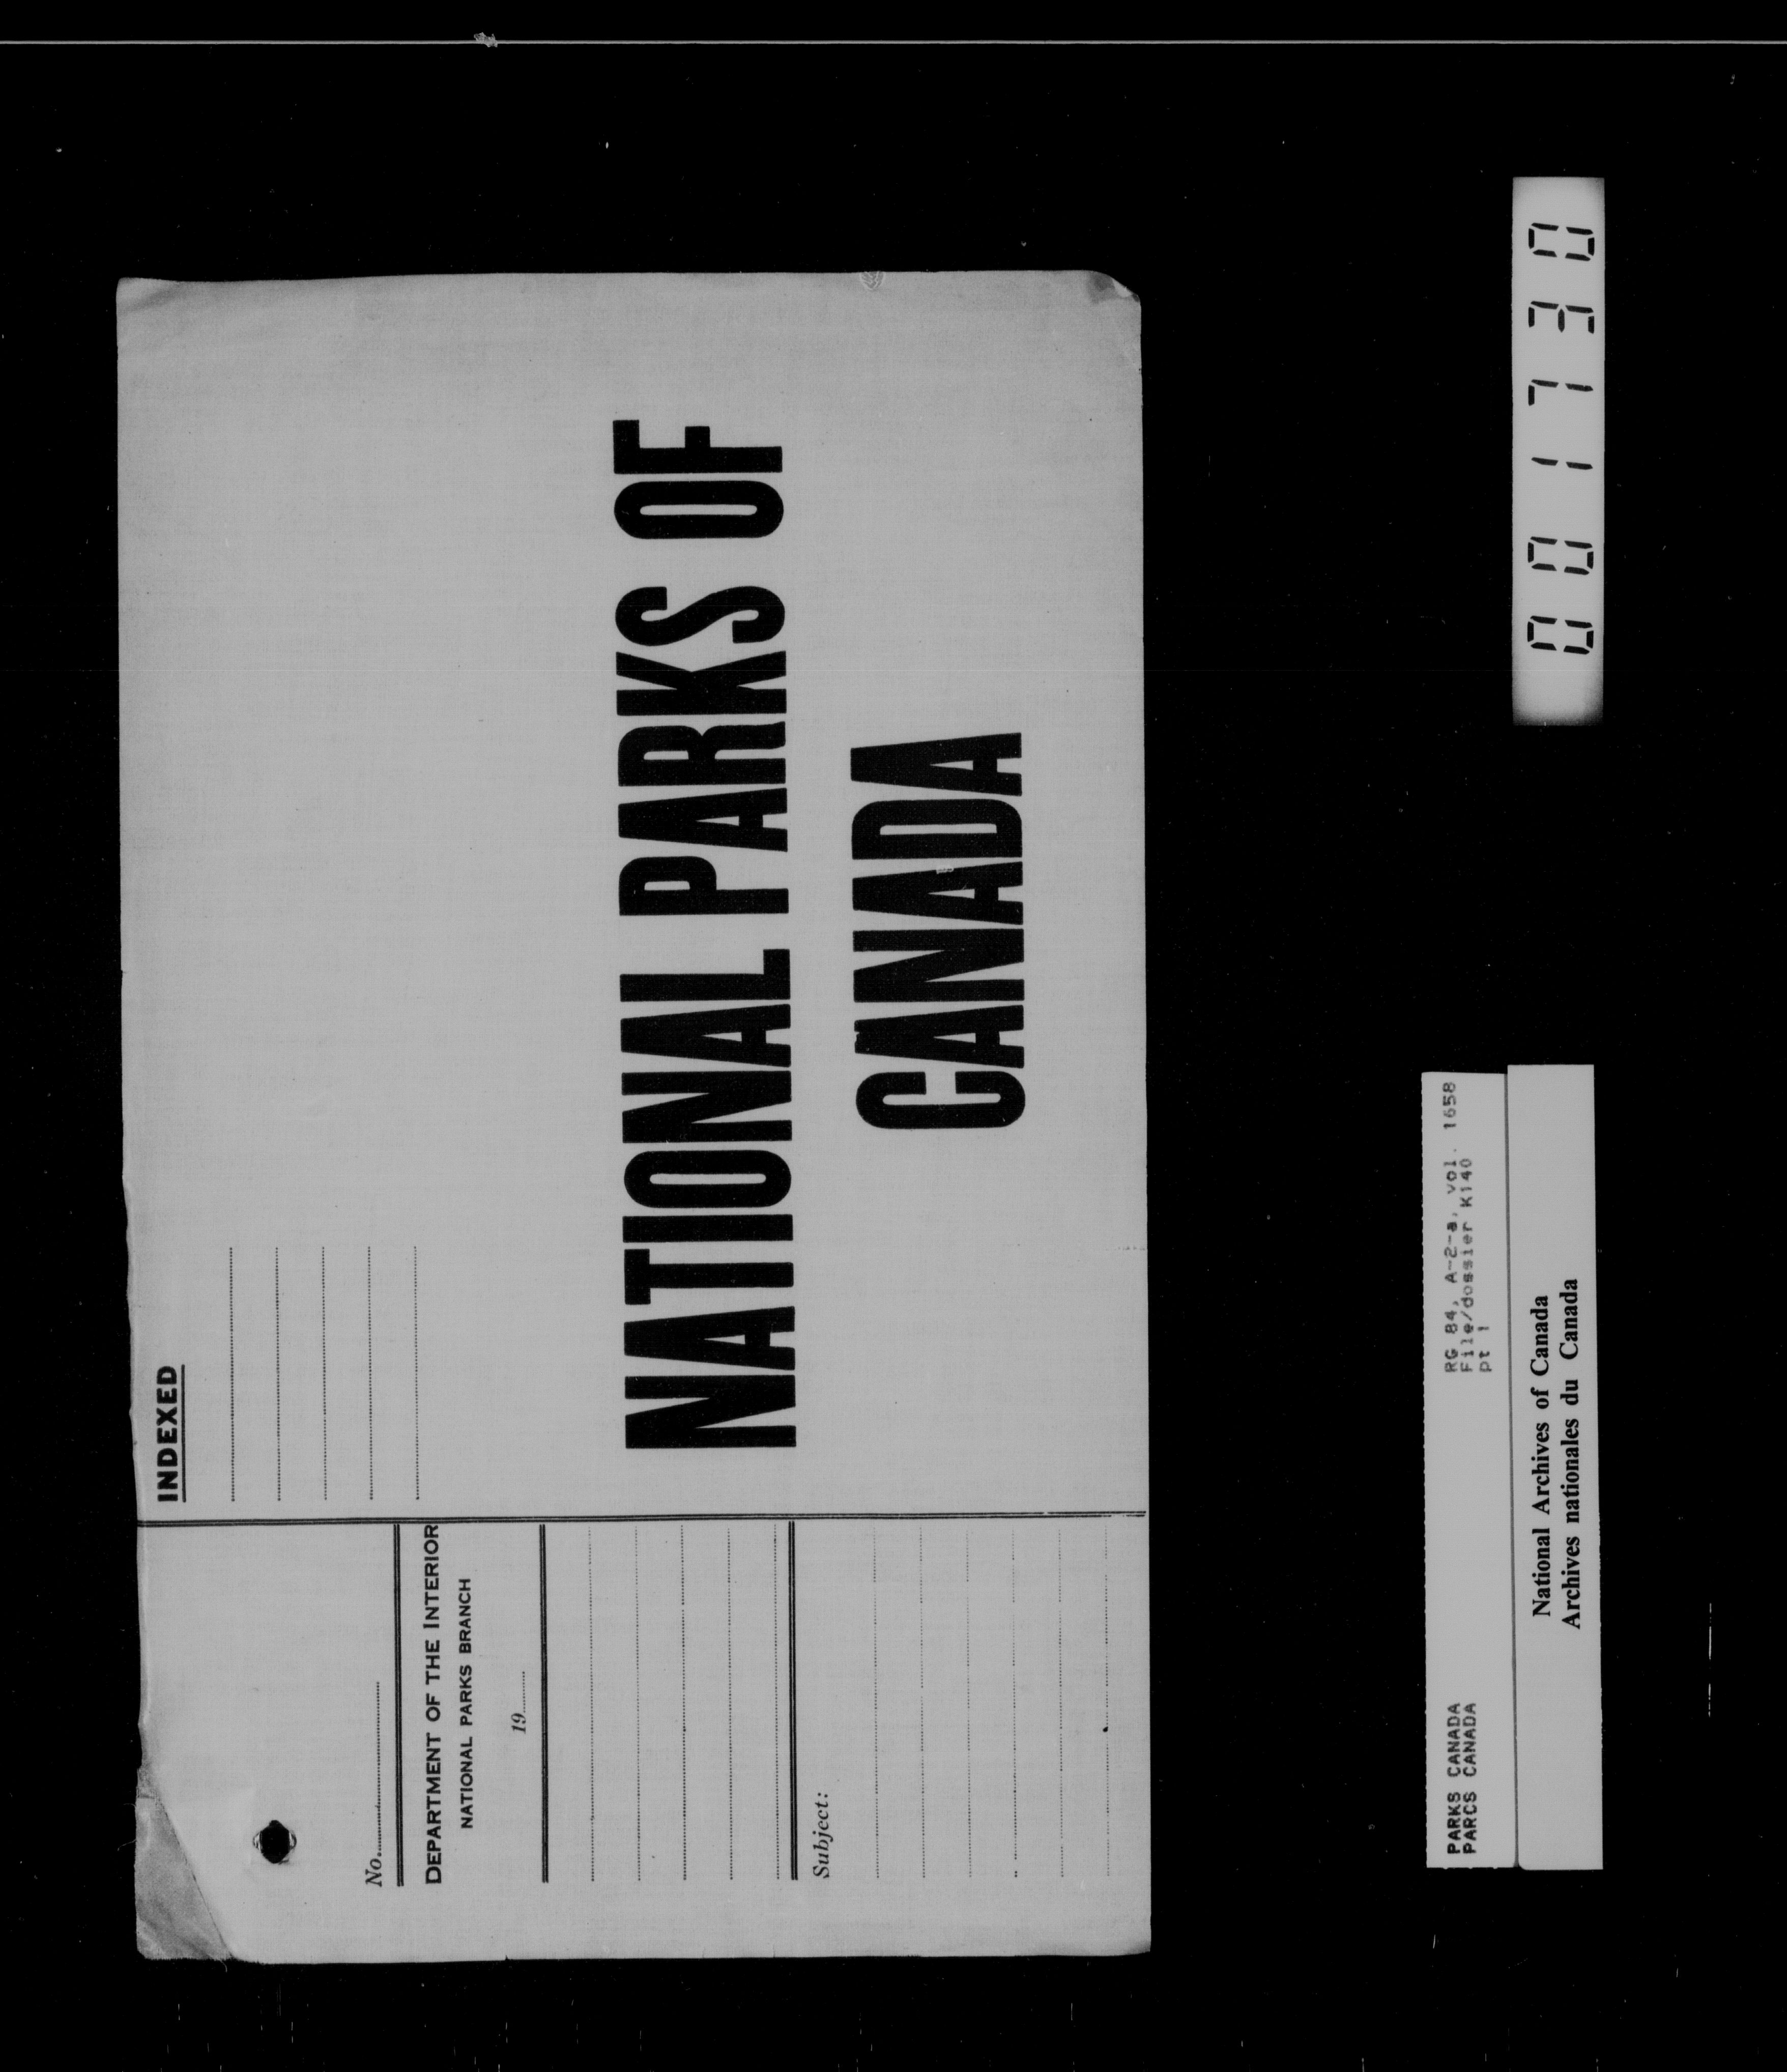 INDEXED
No.
DEPARTMENT OF THE INTERIOR
NATIONAL PARKS BRANCH
19
Subject:
NATIONAL PARKS OF
CANADA
PARKS CANADA
PARCS CANADA
RG 84, A-2-a, vol. 1658
File/dossier K140
pt 1
National Archives of Canada
Archives nationales du Canada
001730